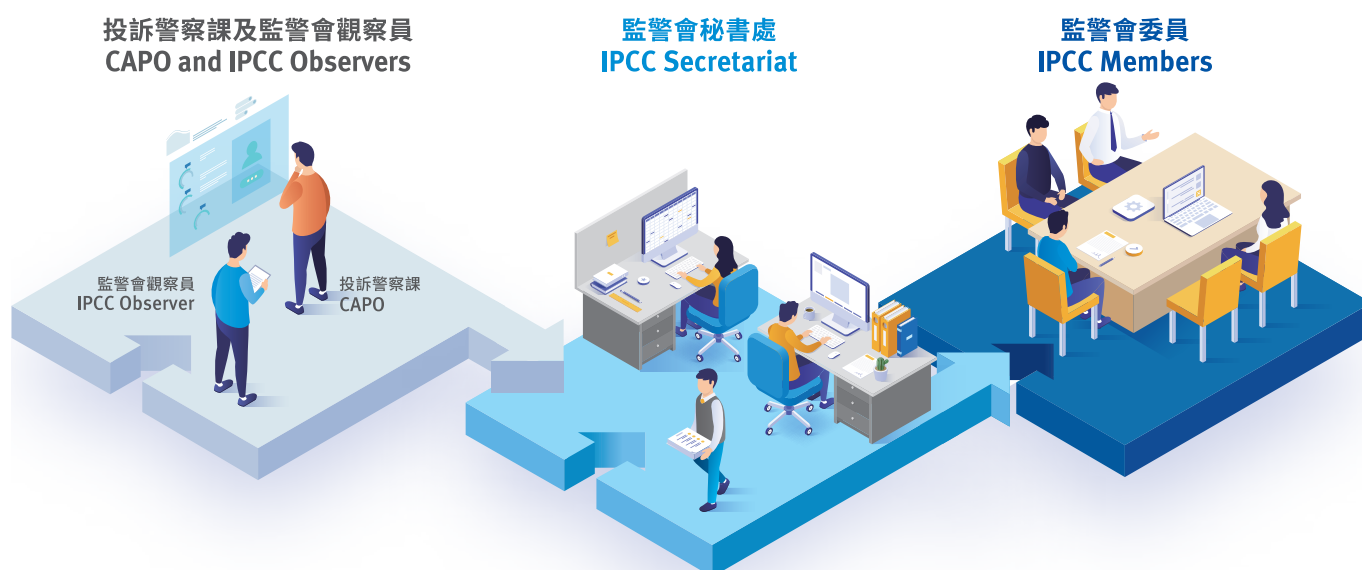 投訴警察課及監警會觀察員
CAPO and IPCC Observers
監警會秘書處
IPCC Secretariat
監警會委員
IPCC Members
監警會觀察員
IPCC Observer
投訴警察課
CAPO